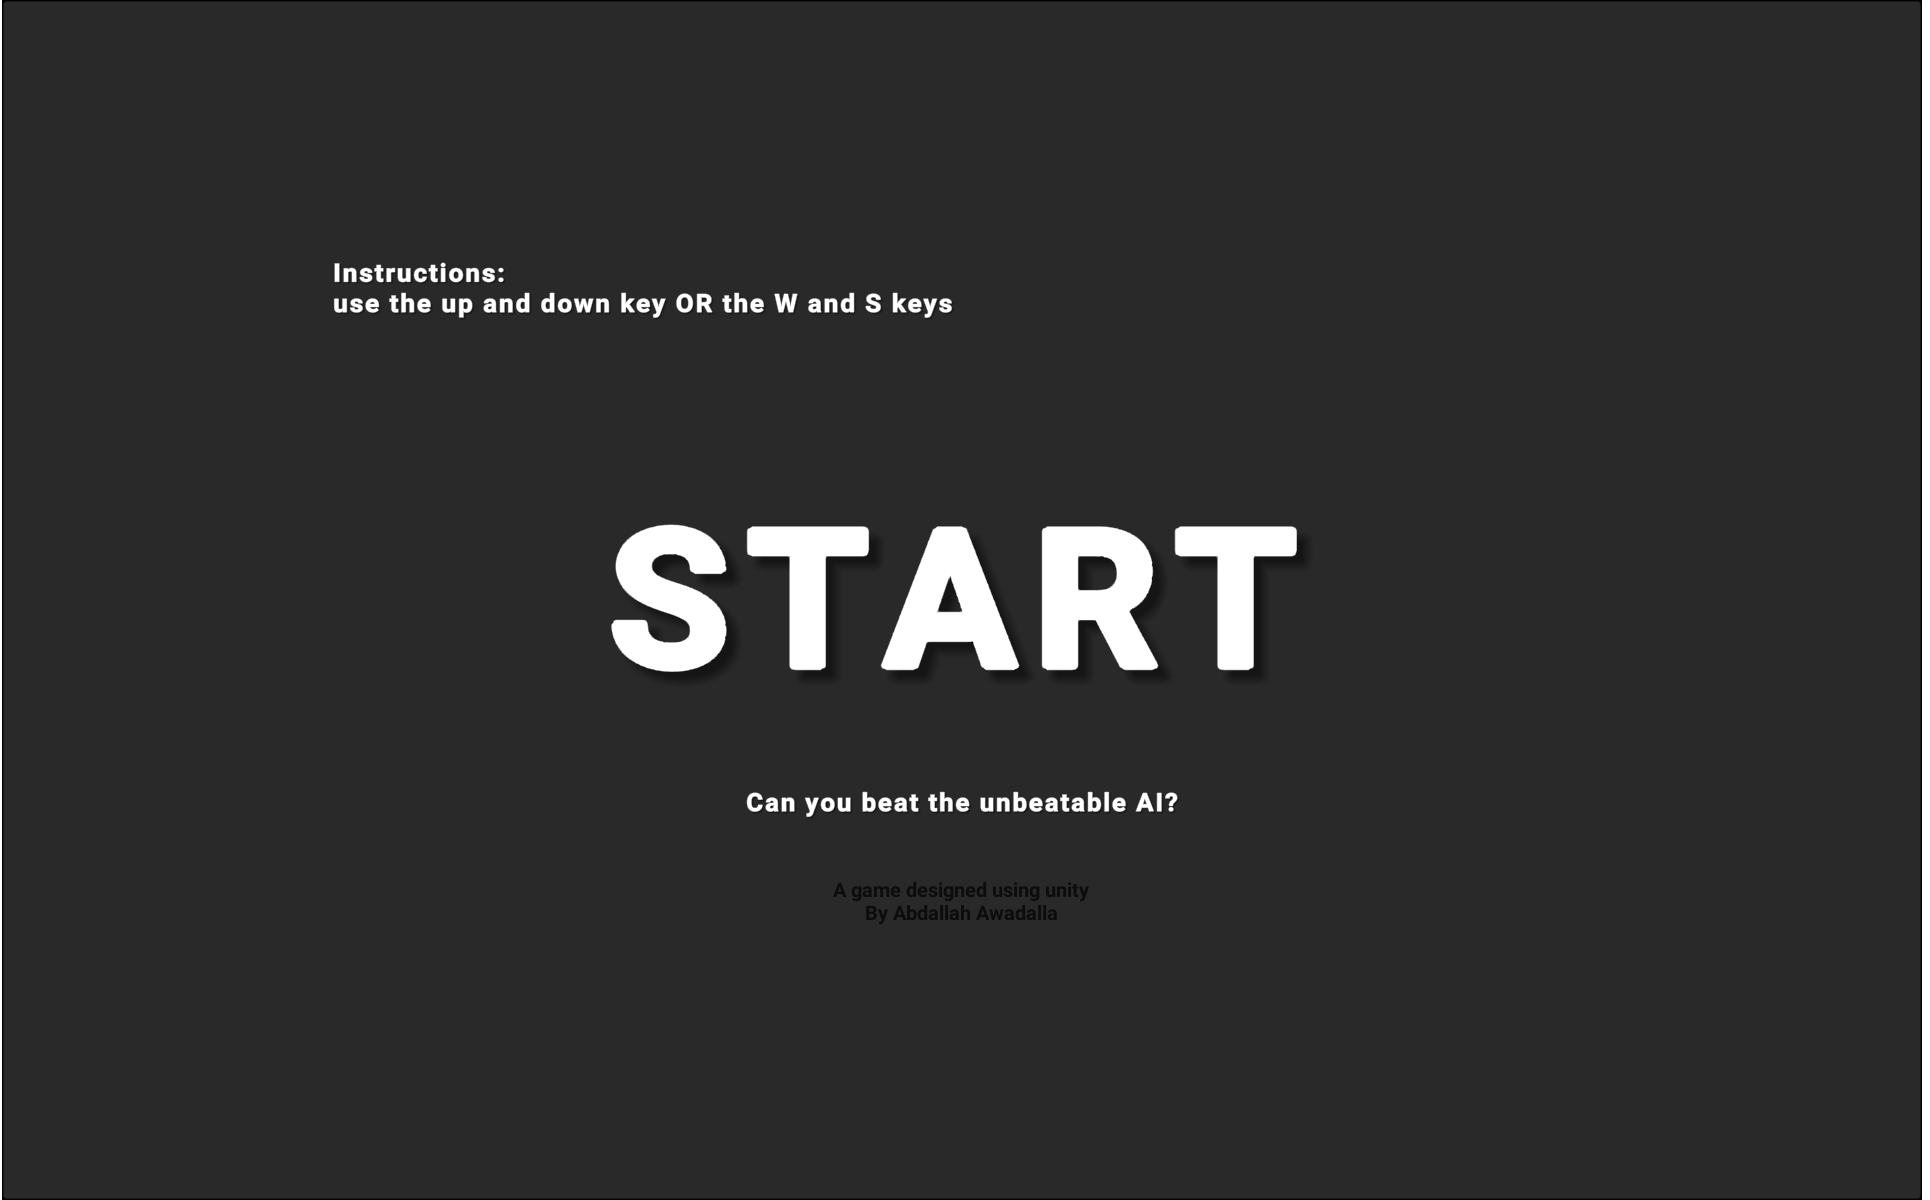 Instructions:
use the up and down key OR the W and S keys
START
Can you beat the unbeatable AI?
A game designed using unity
By Abdallah Awadalla